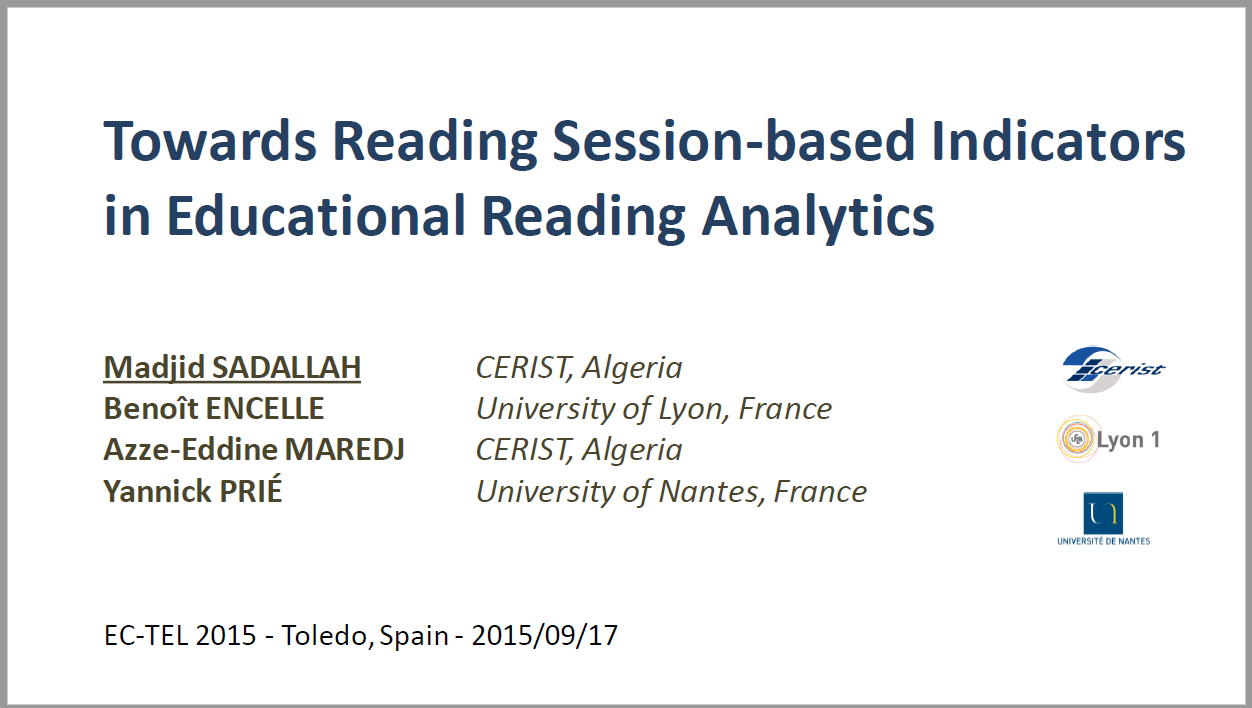 Towards Reading Session-based Indicators
in Educational Reading Analytics
Madjid SADALLAH CERIST, Algeria
Benoît ENCELLE University of Lyon, France
Azze-Eddine MAREDJ CERIST, Algeria
Yannick PRIÉ University of Nantes, France
cerist
Lyon 1
UNIVERSITÉ DE NANTES
EC-TEL 2015 - Toledo, Spain - 2015/09/17